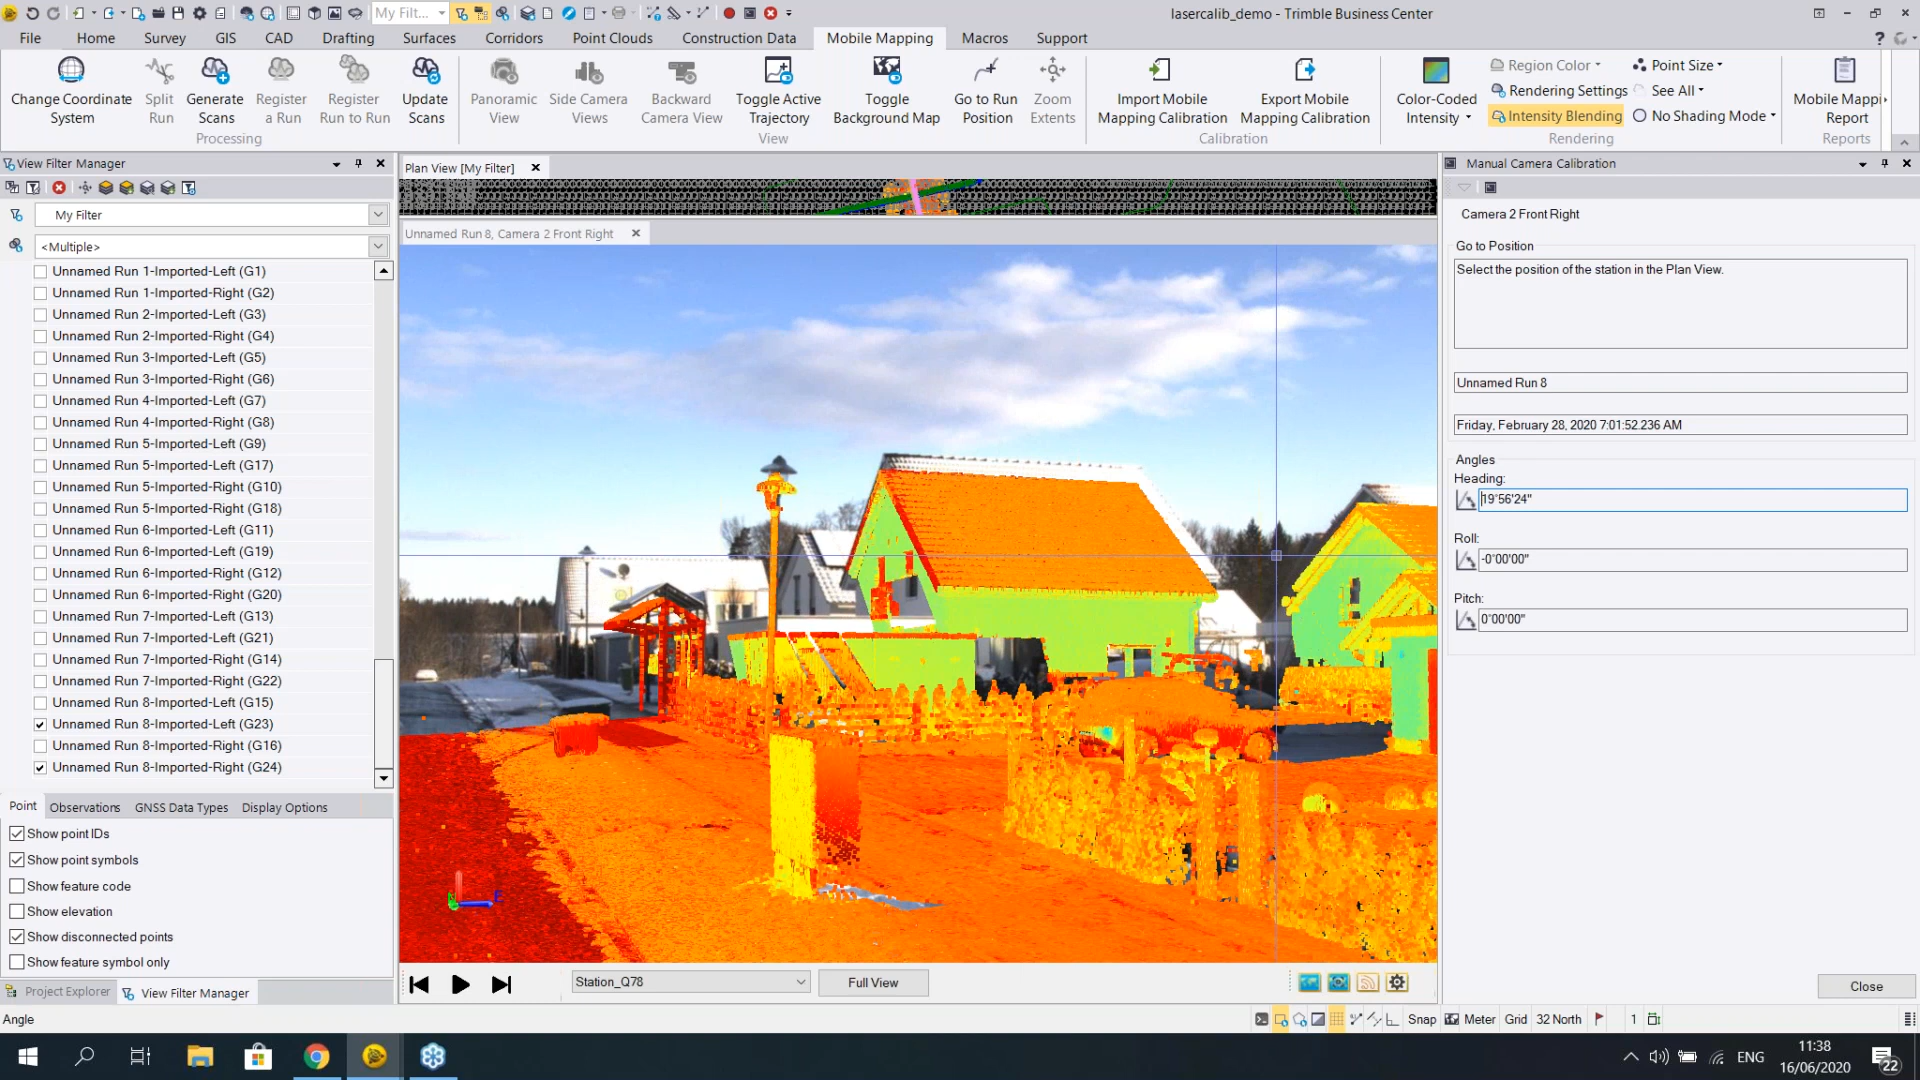 My Filt...
lasercalib_demo - Trimble Business Center
File Home Survey GIS CAD Drafting Surfaces Corridors Point Clouds Construction Data Mobile Mapping Macros Support
Change Coordinate System
Split Run
Generate Scans
Register a Run
Register Run to Run
Update Scans
Processing
Panoramic View
Side Camera Views
Backward Camera View
Toggle Active Trajectory
Toggle Background Map
Go to Run Position
Zoom Extents
View
Import Mobile Mapping Calibration
Export Mobile Mapping Calibration
Calibration
Color-Coded Intensity
Region Color
Rendering Settings
Intensity Blending
Point Size
See All
No Shading Mode
Rendering
Mobile Mappi
Report
Reports
View Filter Manager
My Filter
<Multiple>
Unnamed Run 1-Imported-Left (G1)
Unnamed Run 1-Imported-Right (G2)
Unnamed Run 2-Imported-Left (G3)
Unnamed Run 2-Imported-Right (G4)
Unnamed Run 3-Imported-Left (G5)
Unnamed Run 3-Imported-Right (G6)
Unnamed Run 4-Imported-Left (G7)
Unnamed Run 4-Imported-Right (G8)
Unnamed Run 5-Imported-Left (G9)
Unnamed Run 5-Imported-Left (G17)
Unnamed Run 5-Imported-Right (G10)
Unnamed Run 5-Imported-Right (G18)
Unnamed Run 6-Imported-Left (G11)
Unnamed Run 6-Imported-Left (G19)
Unnamed Run 6-Imported-Right (G12)
Unnamed Run 6-Imported-Right (G20)
Unnamed Run 7-Imported-Left (G13)
Unnamed Run 7-Imported-Left (G21)
Unnamed Run 7-Imported-Right (G14)
Unnamed Run 7-Imported-Right (G22)
Unnamed Run 8-Imported-Left (G15)
Unnamed Run 8-Imported-Left (G23)
Unnamed Run 8-Imported-Right (G16)
Unnamed Run 8-Imported-Right (G24)
Point Observations GNSS Data Types Display Options
Show point IDs
Show point symbols
Show feature code
Show elevation
Show disconnected points
Show feature symbol only
Project Explorer View Filter Manager
Plan View [My Filter]
Unnamed Run 8, Camera 2 Front Right
E
Station_Q78
Full View
Manual Camera Calibration
Camera 2 Front Right
Go to Position
Select the position of the station in the Plan View.
Unnamed Run 8
Friday, February 28, 2020 7:01:52.236 AM
Angles
Heading:
19°56'24"
Roll:
-0°00'00"
Pitch:
0°00'00"
Close
Angle
Snap Meter Grid 32 North 1
ENG
11:38
16/06/2020
22